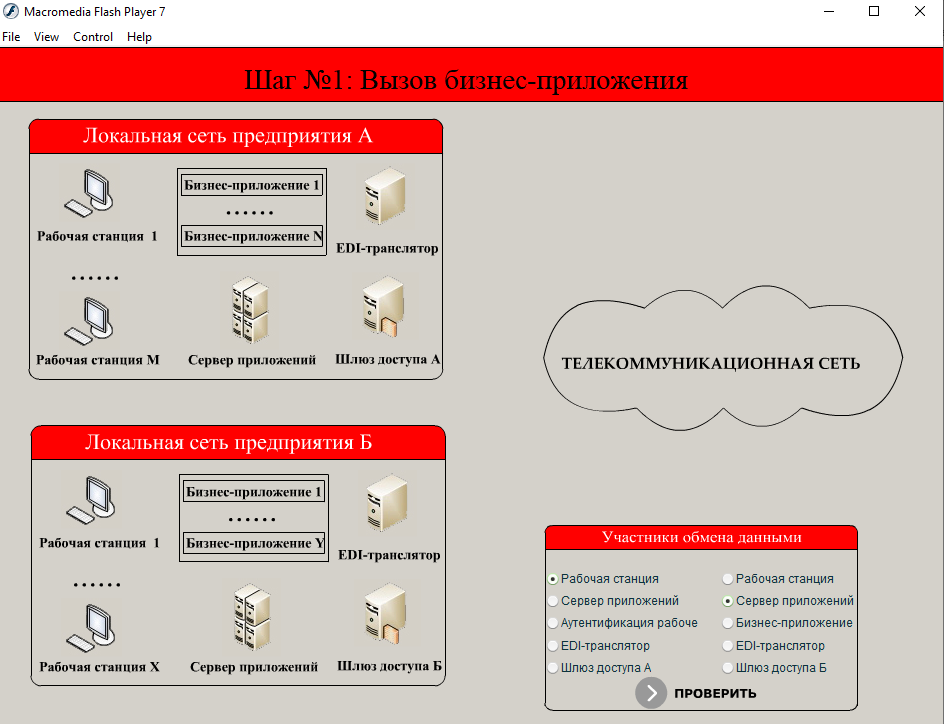 Macromedia Flash Player 7
File View Control Help
Шаг №1: Вызов бизнес-приложения
Локальная сеть предприятия А
Рабочая станция 1
Бизнес-приложение 1
......
Бизнес-приложение N
EDI-транслятор
......
Рабочая станция М
Сервер приложений
Шлюз доступа А
ТЕЛЕКОММУНИКАЦИОННАЯ СЕТЬ
Локальная сеть предприятия Б
Рабочая станция 1
Бизнес-приложение 1
......
Бизнес-приложение Y
EDI-транслятор
......
Рабочая станция X
Сервер приложений
Шлюз доступа Б
Участники обмена данными
Рабочая станция Рабочая станция
Сервер приложений Сервер приложений
Аутентификация рабоче Бизнес-приложение
EDI-транслятор EDI-транслятор
Шлюз доступа А Шлюз доступа Б
ПРОВЕРИТЬ